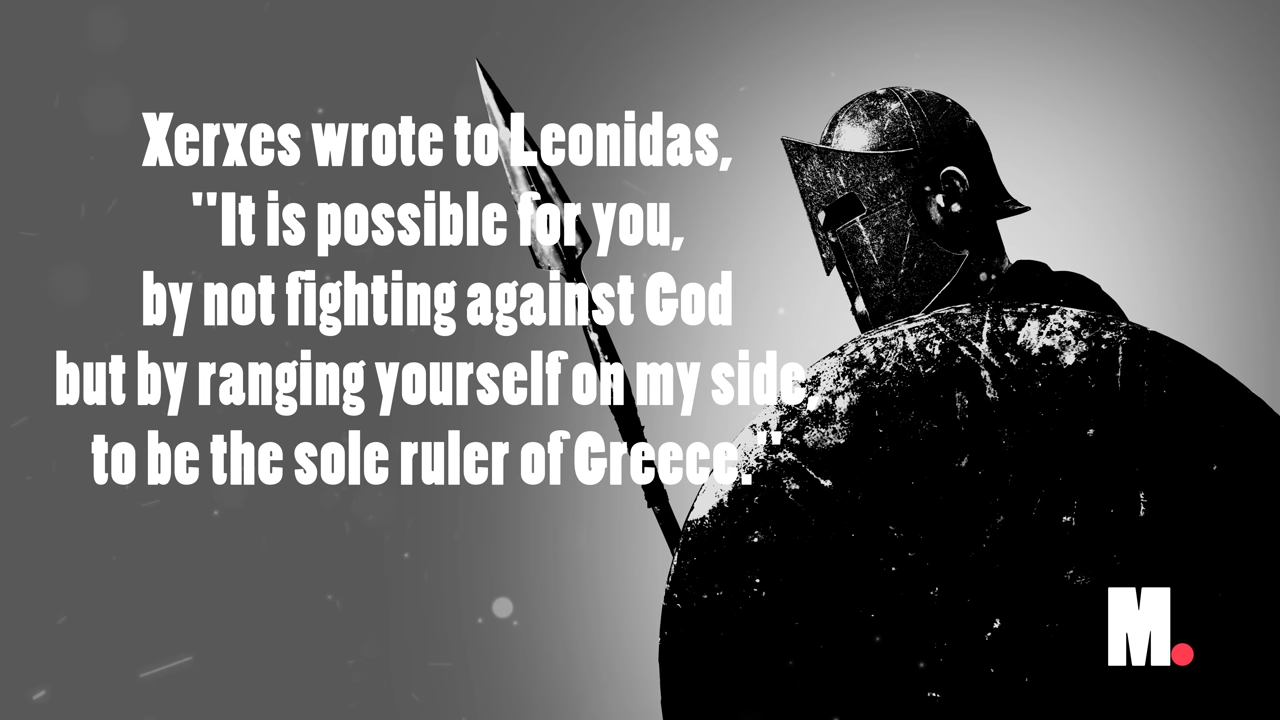 Xerxes wrote to Leonidas,
"It is possible for you,
by not fighting against God
but by ranging yourself on my side,
to be the sole ruler of Greece."
M.